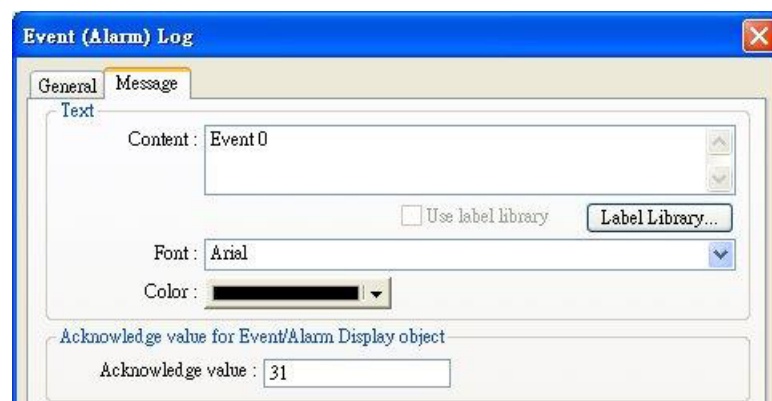 Event (Alarm) Log
General Message
Text
Content : Event 0
Use label library Label Library...
Font : Arial
Color :
Acknowledge value for Event/Alarm Display object
Acknowledge value : 31